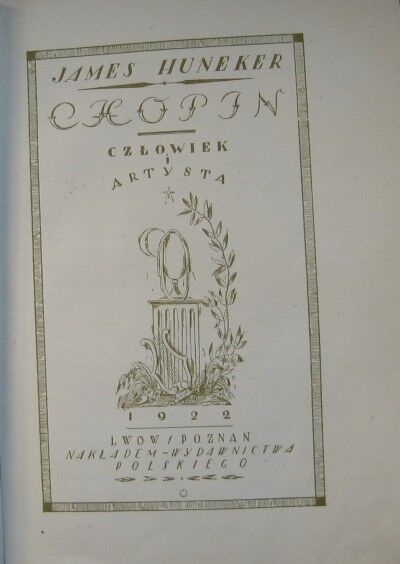 JAMES HUNEKER
CHOPIN
CZŁOWIEK
i
ARTYSTA
1922
LWÓW / POZNAŃ
NAKŁADEM-WYDAWNICTWA
POLSKIEGO